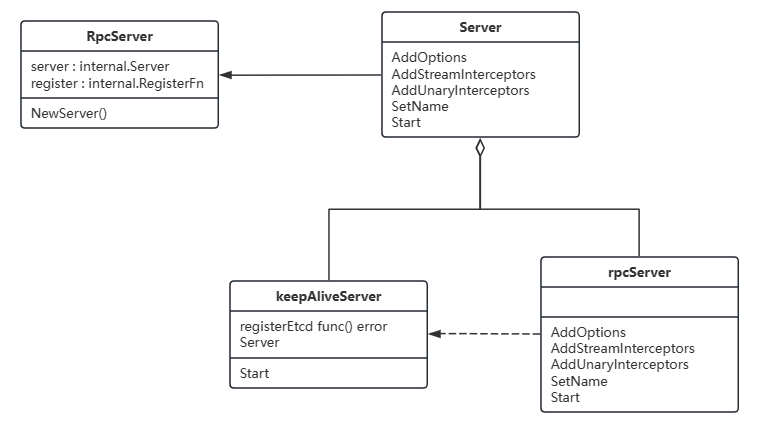 RpcServer
server : internal.Server
register : internal.RegisterFn
NewServer()
Server
AddOptions
AddStreamInterceptors
AddUnaryInterceptors
SetName
Start
keepAliveServer
registerEtcd func() error
Server
Start
rpcServer
AddOptions
AddStreamInterceptors
AddUnaryInterceptors
SetName
Start